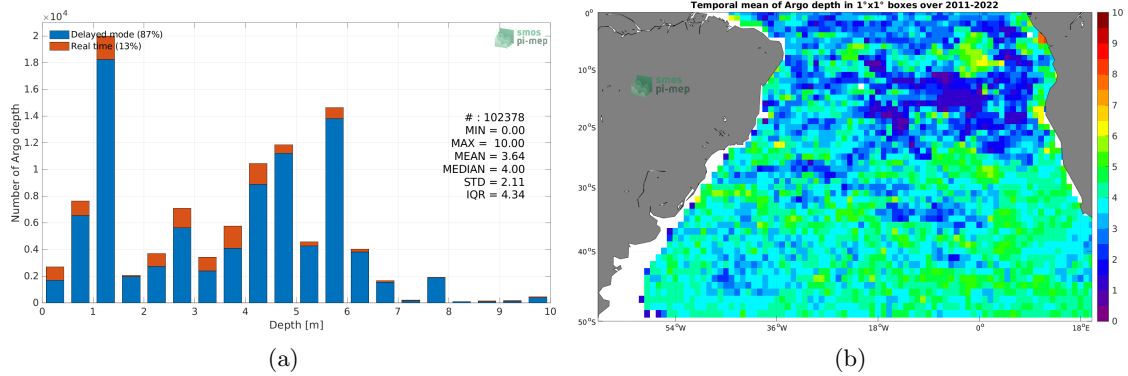 ×10⁴
Delayed mode (87%)
Real time (13%)
smos
pi-mep
2
1.8
1.6
1.4
1.2
1
0.8
0.6
0.4
0.2
0
Number of Argo depth
# : 102378
MIN = 0.00
MAX = 10.00
MEAN = 3.64
MEDIAN = 4.00
STD = 2.11
IQR = 4.34
0 1 2 3 4 5 6 7 8 9 10
Depth [m]
(a)
Temporal mean of Argo depth in 1°x1° boxes over 2011-2022
smos
pi-mep
0°
10°S
20°S
30°S
40°S
50°S
54°W 36°W 18°W 0° 18°E
10
9
8
7
6
5
4
3
2
1
0
(b)